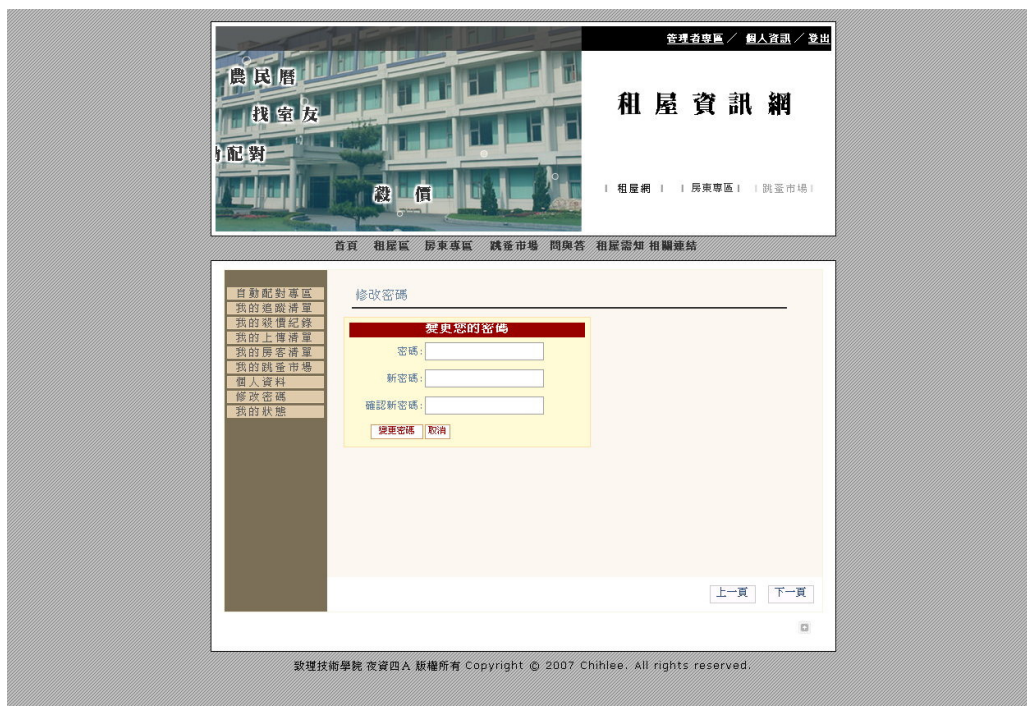 管理者專區／ 個人資訊／登出
農民曆
找室友
配對
殺 價
租屋資訊網
| 租屋網 | | 房東專區 | | 跳蚤市場 |
首頁 租屋區 房東專區 跳蚤市場 問與答 租屋需知 相關連結
自動配對專區
我的追蹤清單
我的殺價紀錄
我的上傳清單
我的房客清單
我的跳蚤市場
個人資料
修改密碼
我的狀態
修改密碼
變更您的密碼
密碼:
新密碼:
確認新密碼:
變更密碼 取消
上一頁 下一頁
致理技術學院 夜資四A 版權所有 Copyright © 2007 Chihlee. All rights reserved.